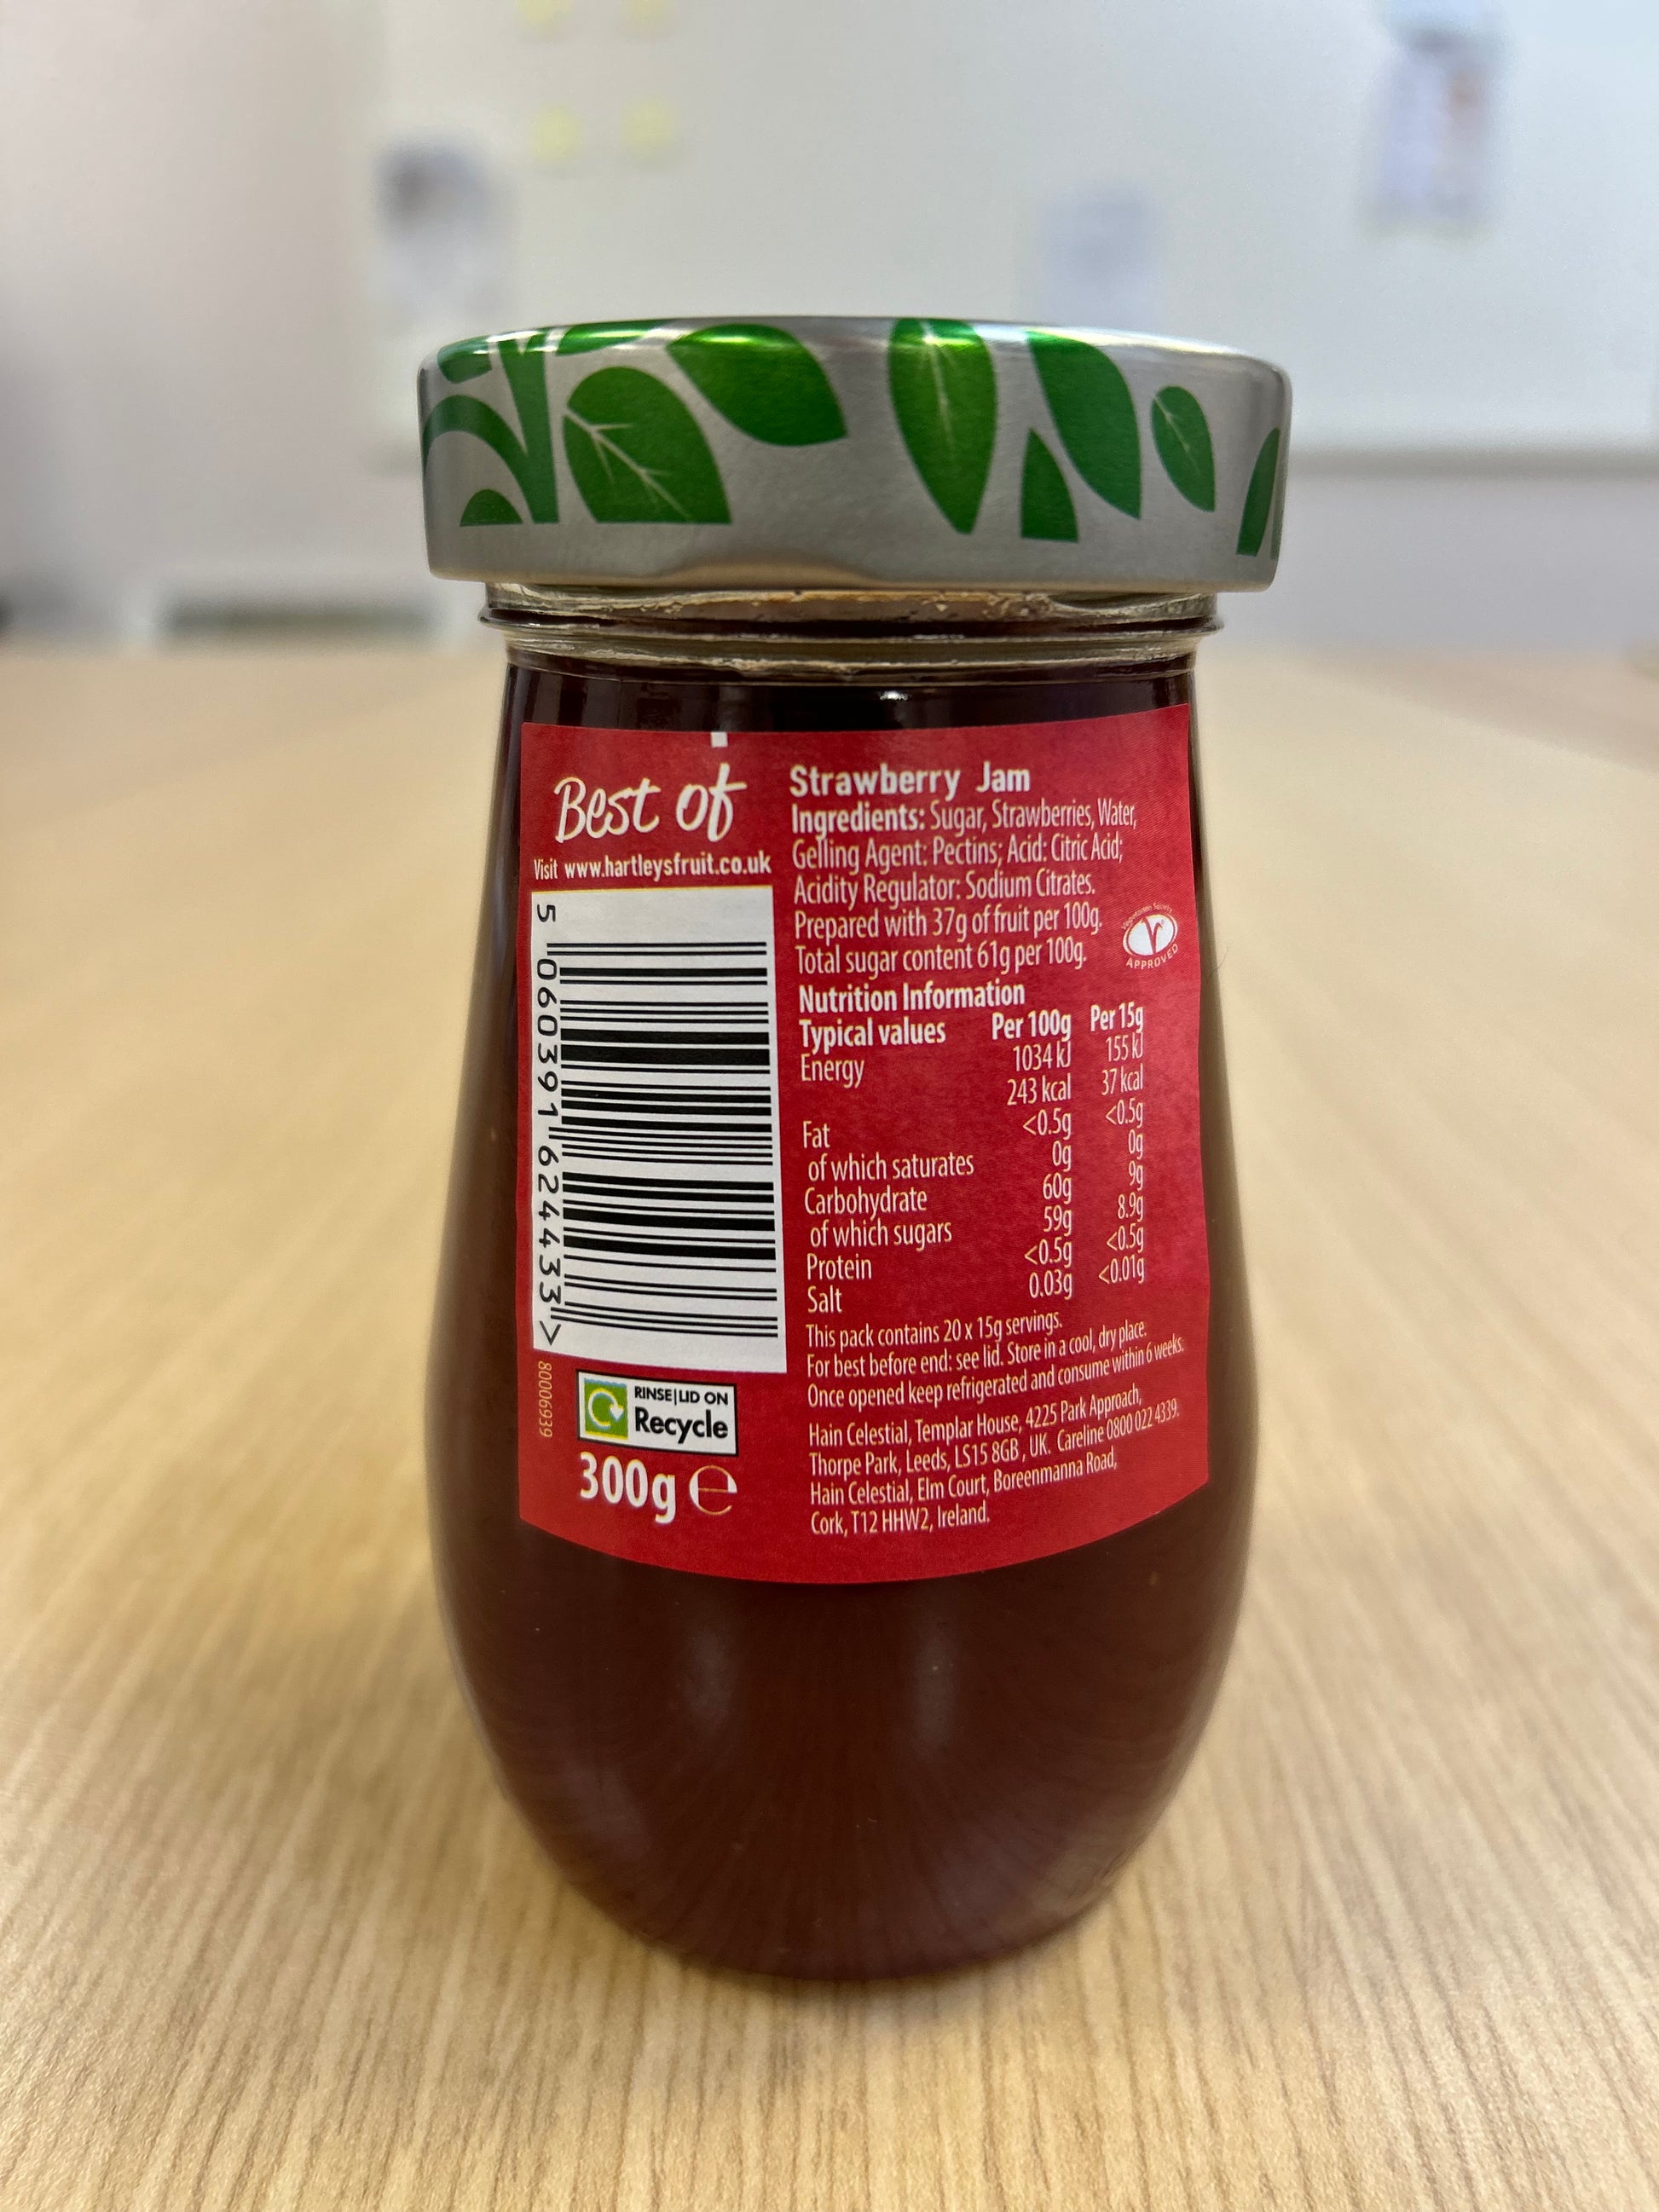 Best of
Visit www.hartleysfruit.co.uk
5 060391 624433 >
80006939
RINSE | LID ON
Recycle
300g ℮
Strawberry Jam
Ingredients: Sugar, Strawberries, Water,
Gelling Agent: Pectins; Acid: Citric Acid;
Acidity Regulator: Sodium Citrates.
Prepared with 37g of fruit per 100g.
Total sugar content 61g per 100g.
Vegetarian Society
APPROVED
Nutrition Information
Typical values Per 100g Per 15g
Energy 1034 kJ 155 kJ
243 kcal 37 kcal
Fat <0.5g <0.5g
of which saturates 0g 0g
Carbohydrate 60g 9g
of which sugars 59g 8.9g
Protein <0.5g <0.5g
Salt 0.03g <0.01g
This pack contains 20 x 15g servings.
For best before end: see lid. Store in a cool, dry place.
Once opened keep refrigerated and consume within 6 weeks.
Hain Celestial, Templar House, 4225 Park Approach,
Thorpe Park, Leeds, LS15 8GB, UK. Careline 0800 022 4339.
Hain Celestial, Elm Court, Boreenmanna Road,
Cork, T12 HHW2, Ireland.